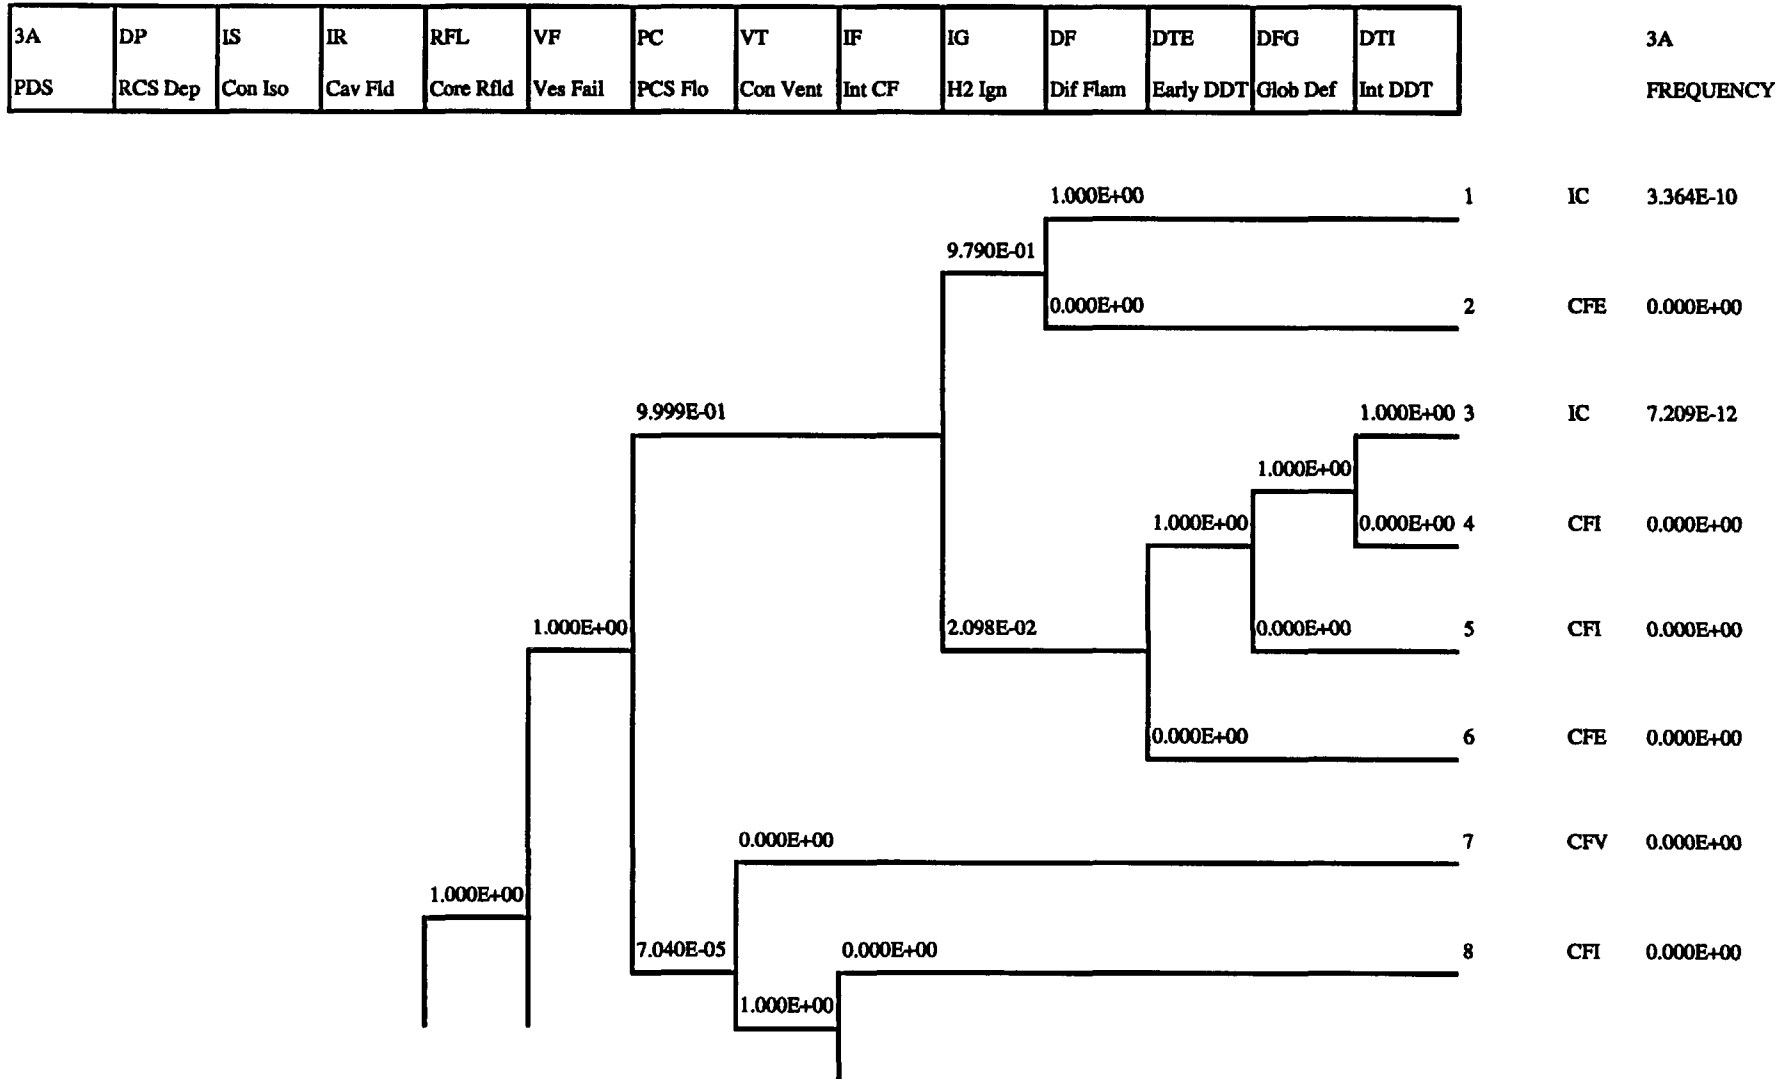 3A DP IS IR RFL VF PC VT IF IG DF DTE DFG DTI 3A
PDS RCS Dep Con Iso Cav Fld Core Rfld Ves Fail PCS Flo Con Vent Int CF H2 Ign Dif Flam Early DDT Glob Def Int DDT FREQUENCY
1.000E+00 1 IC 3.364E-10
9.790E-01
0.000E+00 2 CFE 0.000E+00
9.999E-01 1.000E+00 3 IC 7.209E-12
1.000E+00
1.000E+00 0.000E+00 4 CFI 0.000E+00
1.000E+00 2.098E-02 0.000E+00 5 CFI 0.000E+00
0.000E+00 6 CFE 0.000E+00
0.000E+00 7 CFV 0.000E+00
1.000E+00
7.040E-05 0.000E+00 8 CFI 0.000E+00
1.000E+00